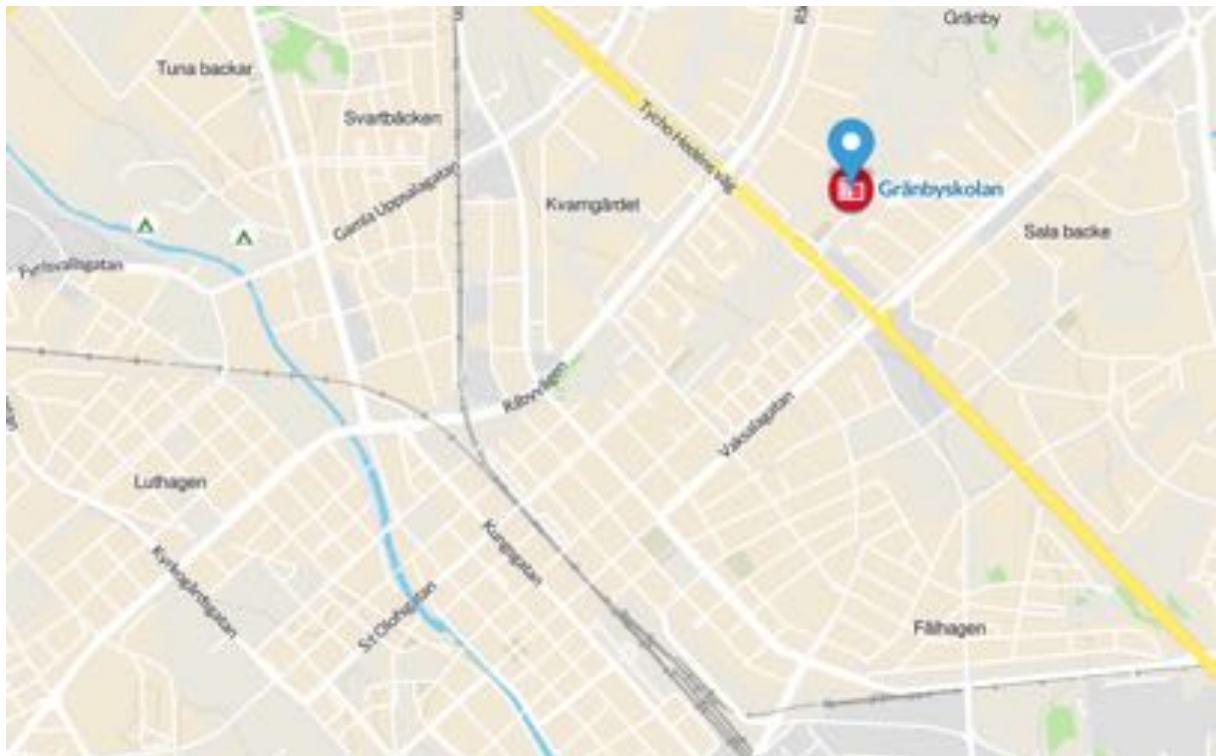 Gränby
Tuna backar
Svartbäcken
Tycho Hedéns väg
Gränbyskolan
Gamla Uppsalagatan
Kvarngärdet
Sala backe
Fyrisvallsgatan
Råbyvägen
Vaksalagatan
Luthagen
Kungsgatan
Kyrkogårdsgatan
S:t Olofsgatan
Fålhagen